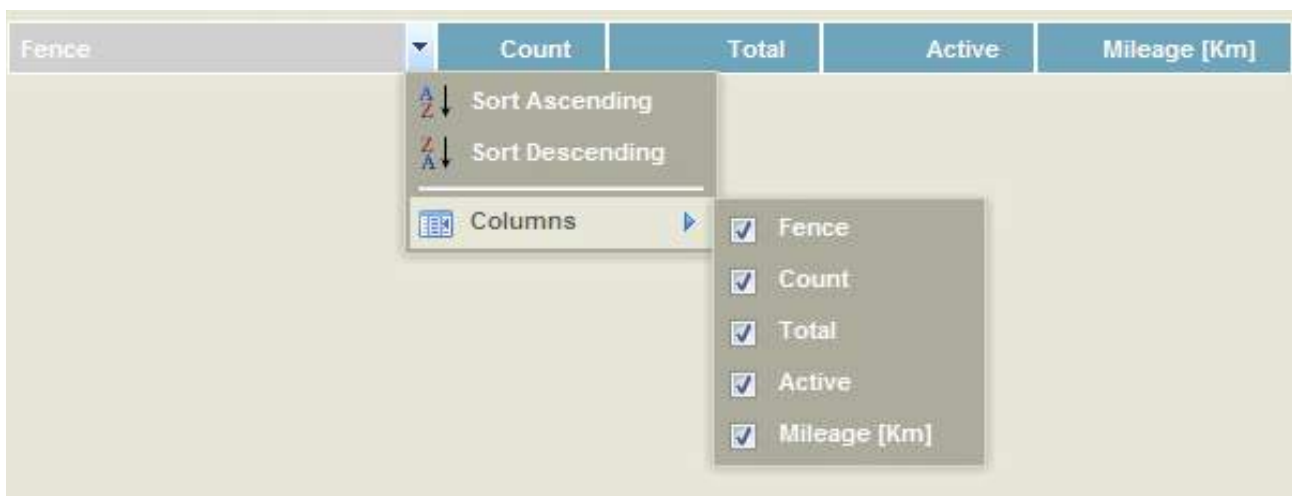 Fence Count Total Active Mileage [Km]
Sort Ascending
Sort Descending
Columns
Fence
Count
Total
Active
Mileage [Km]